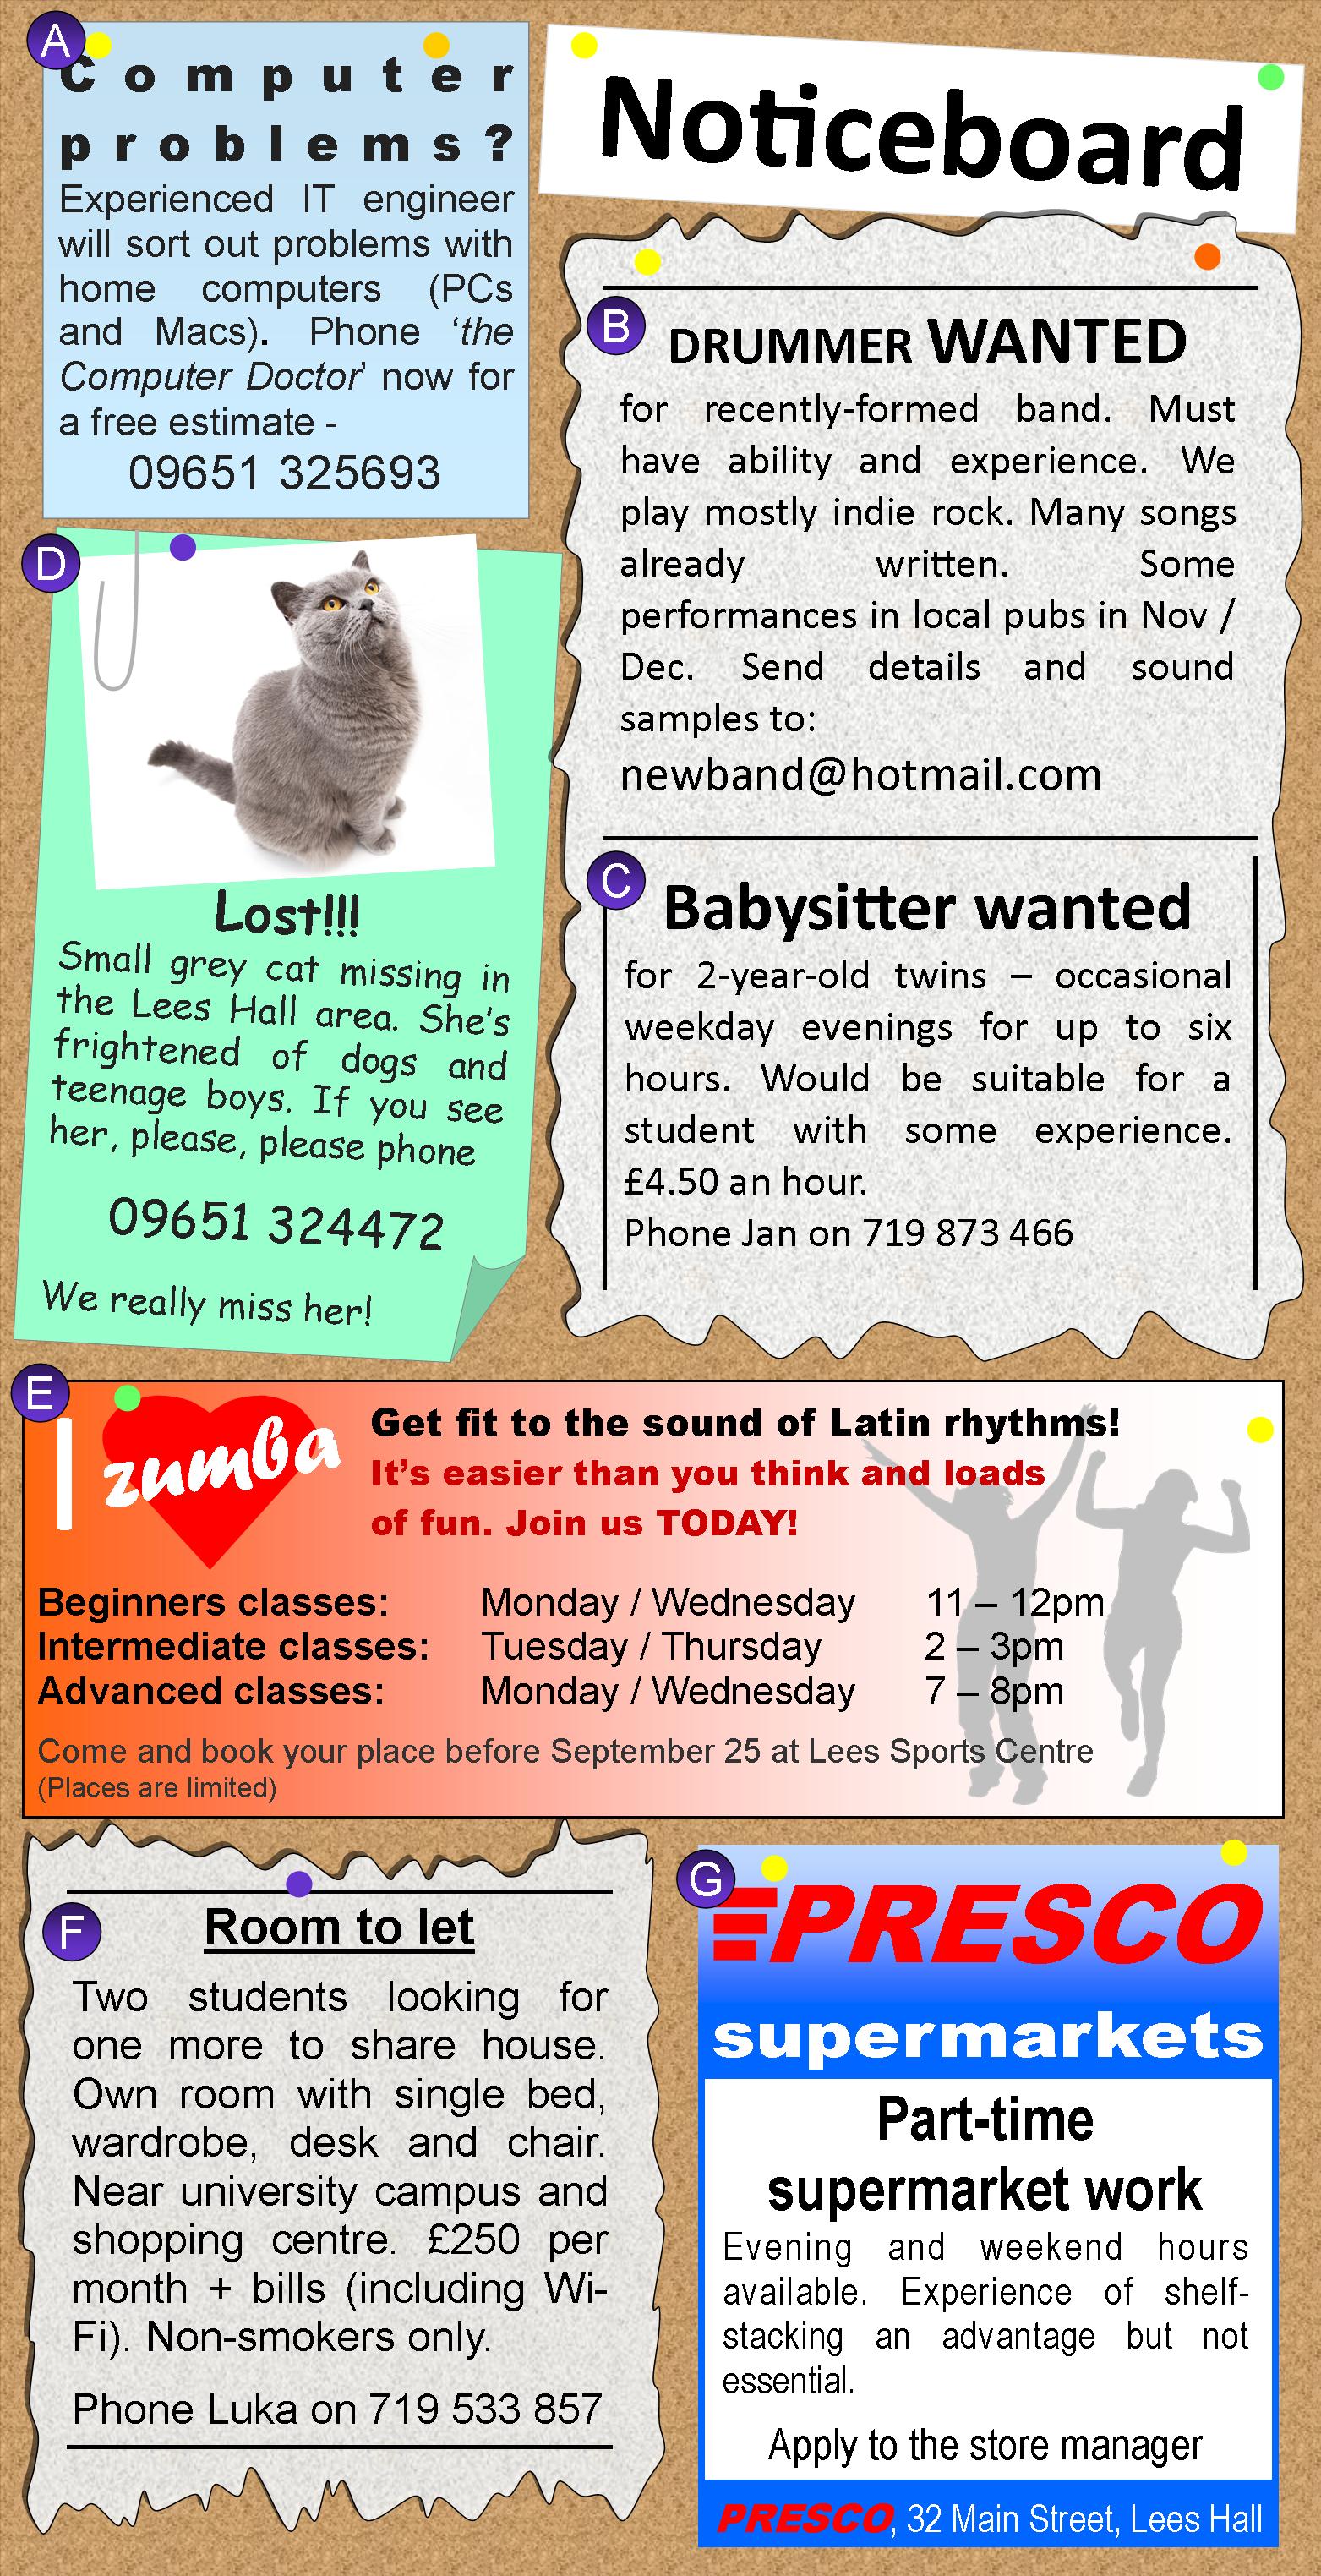 A
Computer
problems?
Experienced IT engineer
will sort out problems with
home computers (PCs
and Macs). Phone ‘the
Computer Doctor’ now for
a free estimate -
09651 325693
Noticeboard
B
DRUMMER WANTED
for recently-formed band. Must
have ability and experience. We
play mostly indie rock. Many songs
already written. Some
performances in local pubs in Nov /
Dec. Send details and sound
samples to:
newband@hotmail.com
C
Babysitter wanted
for 2-year-old twins – occasional
weekday evenings for up to six
hours. Would be suitable for a
student with some experience.
£4.50 an hour.
Phone Jan on 719 873 466
D
Lost!!!
Small grey cat missing in
the Lees Hall area. She’s
frightened of dogs and
teenage boys. If you see
her, please, please phone
09651 324472
We really miss her!
E
I zumba
Get fit to the sound of Latin rhythms!
It’s easier than you think and loads
of fun. Join us TODAY!
Beginners classes: Monday / Wednesday 11 – 12pm
Intermediate classes: Tuesday / Thursday 2 – 3pm
Advanced classes: Monday / Wednesday 7 – 8pm
Come and book your place before September 25 at Lees Sports Centre
(Places are limited)
F
Room to let
Two students looking for
one more to share house.
Own room with single bed,
wardrobe, desk and chair.
Near university campus and
shopping centre. £250 per
month + bills (including Wi-
Fi). Non-smokers only.
Phone Luka on 719 533 857
G
PRESCO
supermarkets
Part-time
supermarket work
Evening and weekend hours
available. Experience of shelf-
stacking an advantage but not
essential.
Apply to the store manager
PRESCO, 32 Main Street, Lees Hall